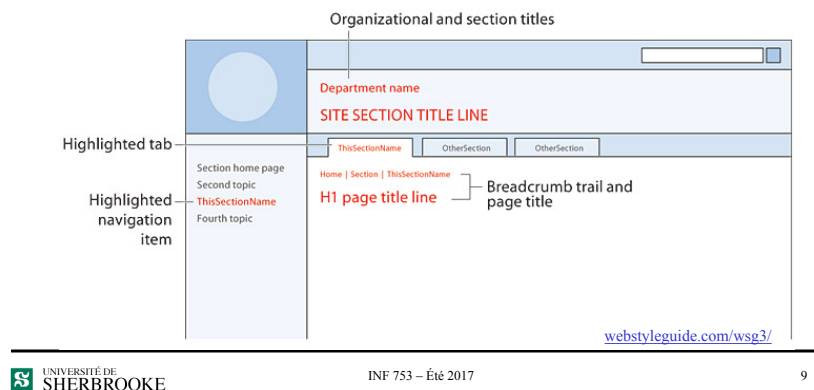 Organizational and section titles
Department name
SITE SECTION TITLE LINE
Highlighted tab
ThisSectionName
OtherSection
OtherSection
Section home page
Second topic
ThisSectionName
Fourth topic
Highlighted
navigation
item
Home | Section | ThisSectionName
H1 page title line
Breadcrumb trail and
page title
webstyleguide.com/wsg3/
UNIVERSITÉ DE
SHERBROOKE
INF 753 – Été 2017
9